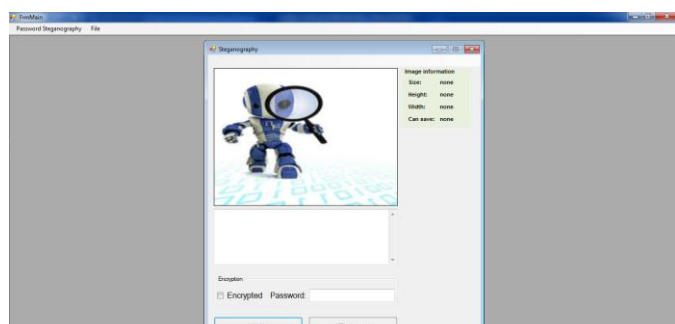 FrmMain
Password Steganography File
Steganography
Image information
Size: none
Height: none
Width: none
Can save: none
Encryption
Encrypted Password: